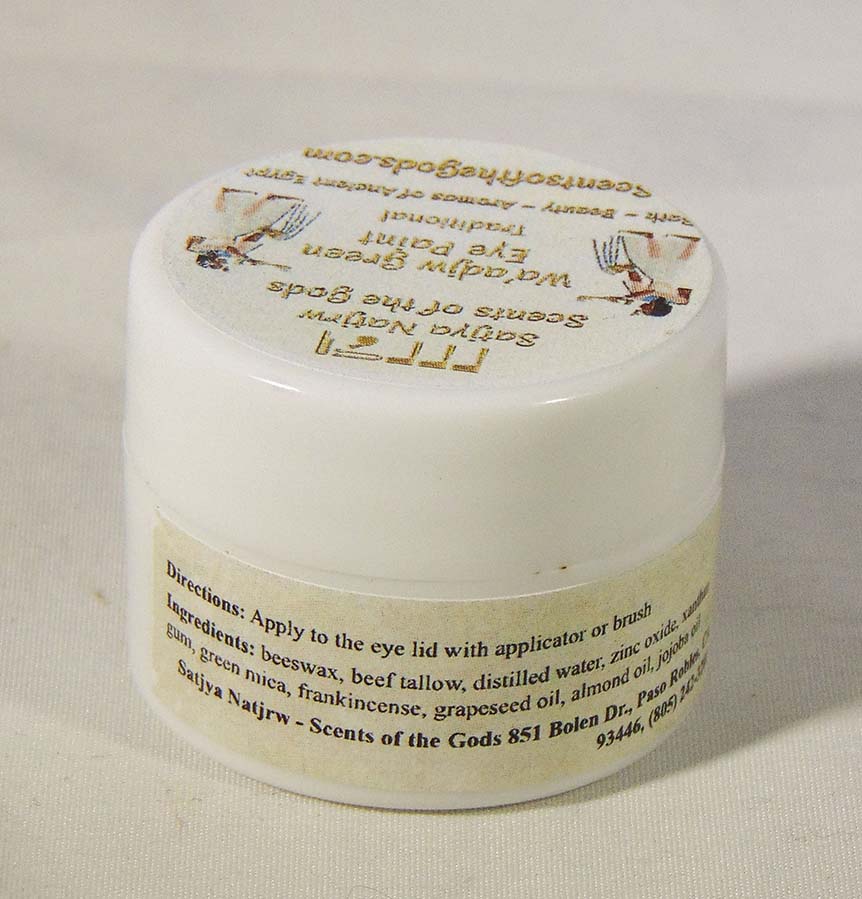 Satjya Natjrw
Scents of the gods
wa'adjw green
Eye Paint
Traditional
Bath - Beauty - Aromas of Ancient Egypt
Scentsofthegods.com
Directions: Apply to the eye lid with applicator or brush
Ingredients: beeswax, beef tallow, distilled water, zinc oxide, xanthan
gum, green mica, frankincense, grapeseed oil, almond oil, jojoba oil
Satjya Natjrw - Scents of the Gods 851 Bolen Dr., Paso Robles,
93446, (805)